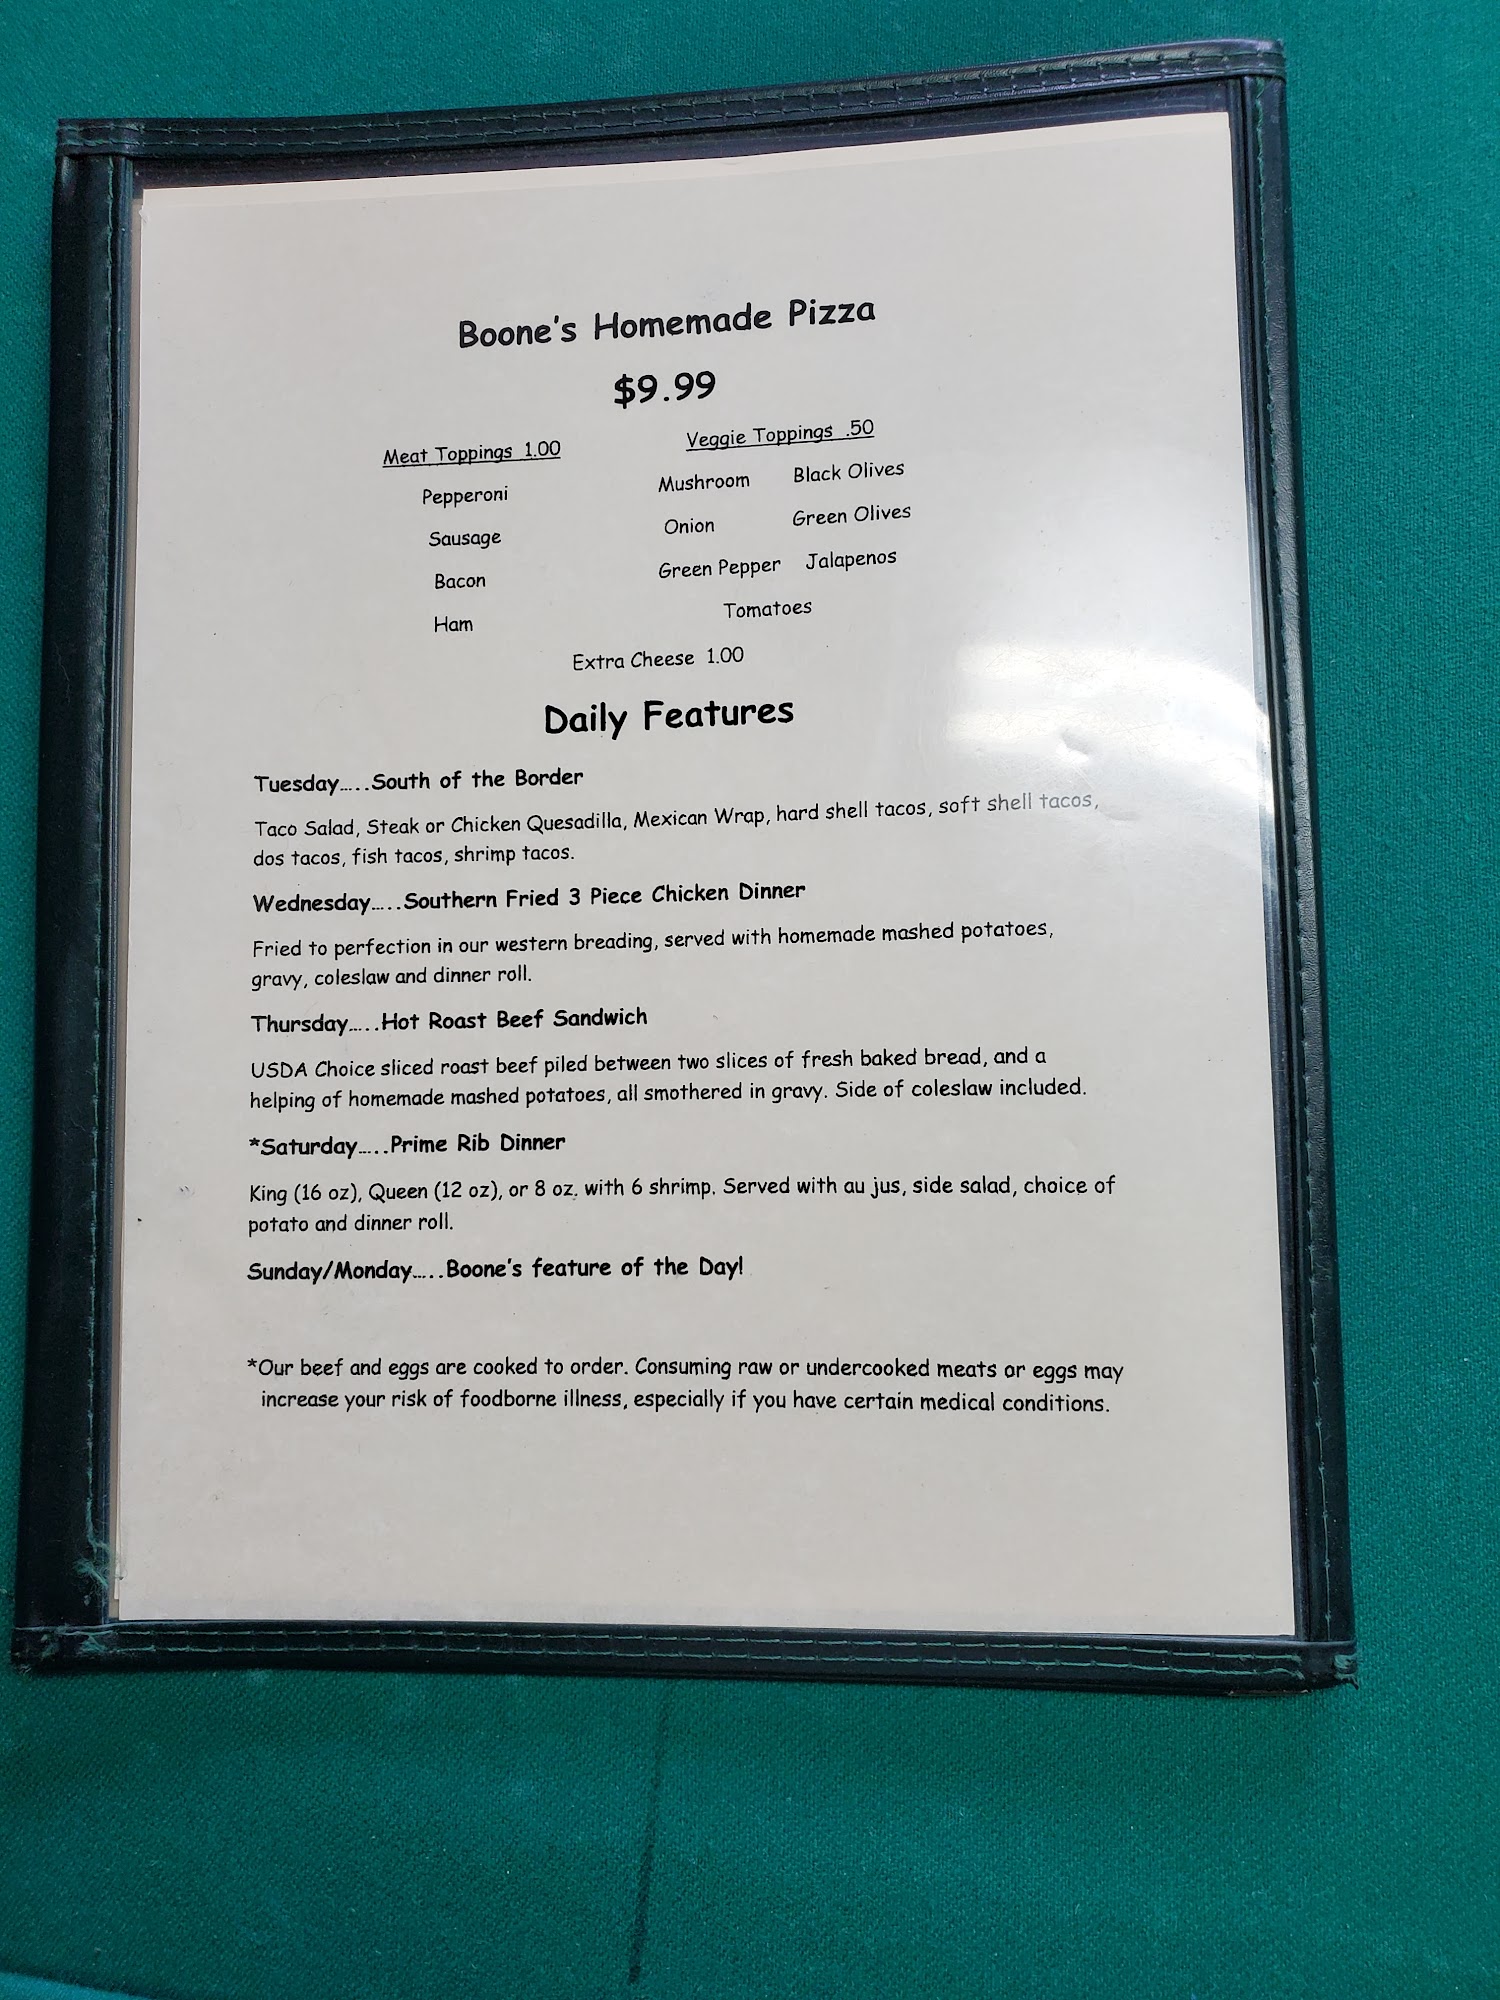 Boone's Homemade Pizza
$9.99
Meat Toppings 1.00 Veggie Toppings .50
Pepperoni Mushroom Black Olives
Sausage Onion Green Olives
Bacon Green Pepper Jalapenos
Ham Tomatoes
Extra Cheese 1.00
Daily Features
Tuesday.....South of the Border
Taco Salad, Steak or Chicken Quesadilla, Mexican Wrap, hard shell tacos, soft shell tacos,
dos tacos, fish tacos, shrimp tacos.
Wednesday.....Southern Fried 3 Piece Chicken Dinner
Fried to perfection in our western breading, served with homemade mashed potatoes,
gravy, coleslaw and dinner roll.
Thursday.....Hot Roast Beef Sandwich
USDA Choice sliced roast beef piled between two slices of fresh baked bread, and a
helping of homemade mashed potatoes, all smothered in gravy. Side of coleslaw included.
*Saturday.....Prime Rib Dinner
King (16 oz), Queen (12 oz), or 8 oz. with 6 shrimp. Served with au jus, side salad, choice of
potato and dinner roll.
Sunday/Monday.....Boone's feature of the Day!
*Our beef and eggs are cooked to order. Consuming raw or undercooked meats or eggs may
increase your risk of foodborne illness, especially if you have certain medical conditions.